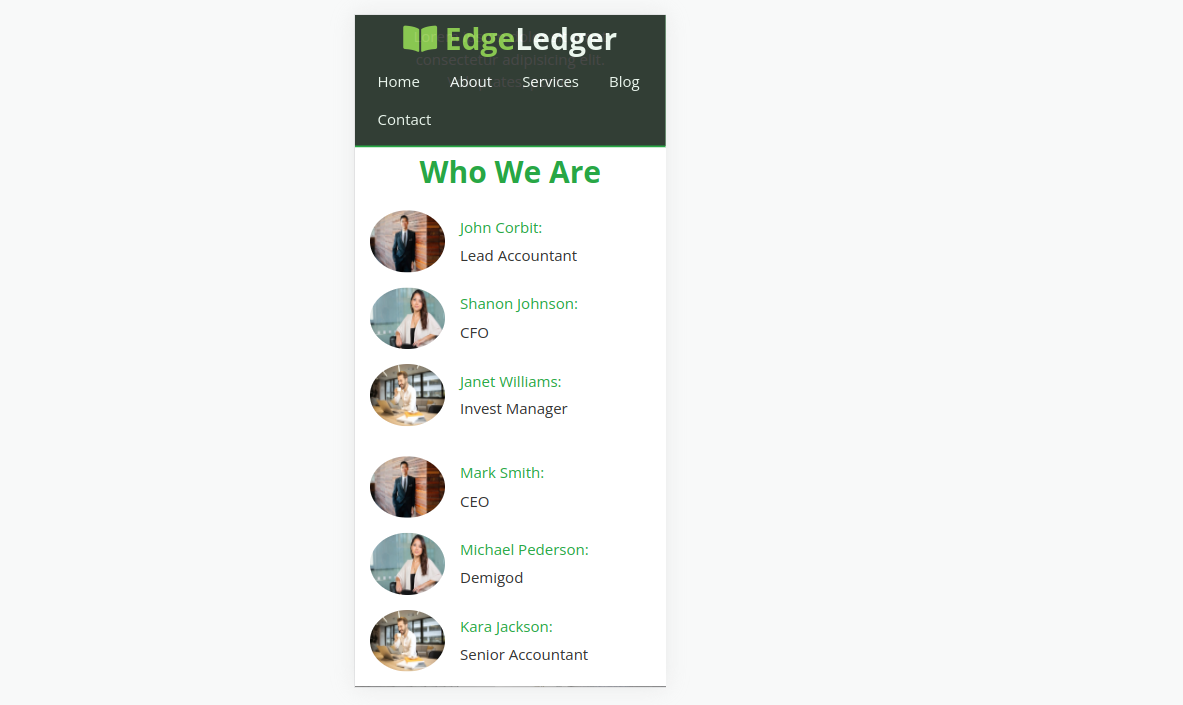 EdgeLedger
consectetur adipisicing elit.
Home About Services Blog
Contact
Who We Are
John Corbit:
Lead Accountant
Shanon Johnson:
CFO
Janet Williams:
Invest Manager
Mark Smith:
CEO
Michael Pederson:
Demigod
Kara Jackson:
Senior Accountant